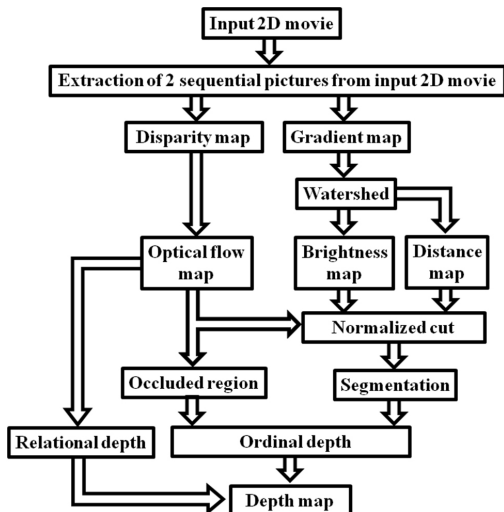 Input 2D movie
Extraction of 2 sequential pictures from input 2D movie
Disparity map
Gradient map
Watershed
Optical flow
map
Brightness
map
Distance
map
Normalized cut
Occluded region
Segmentation
Relational depth
Ordinal depth
Depth map